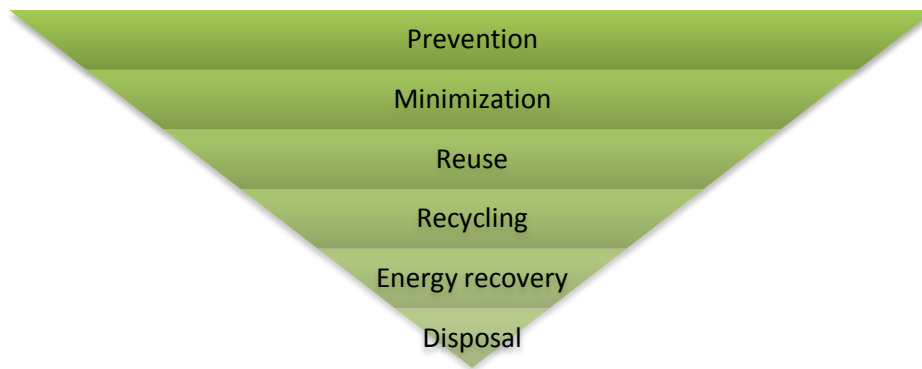 Prevention
Minimization
Reuse
Recycling
Energy recovery
Disposal